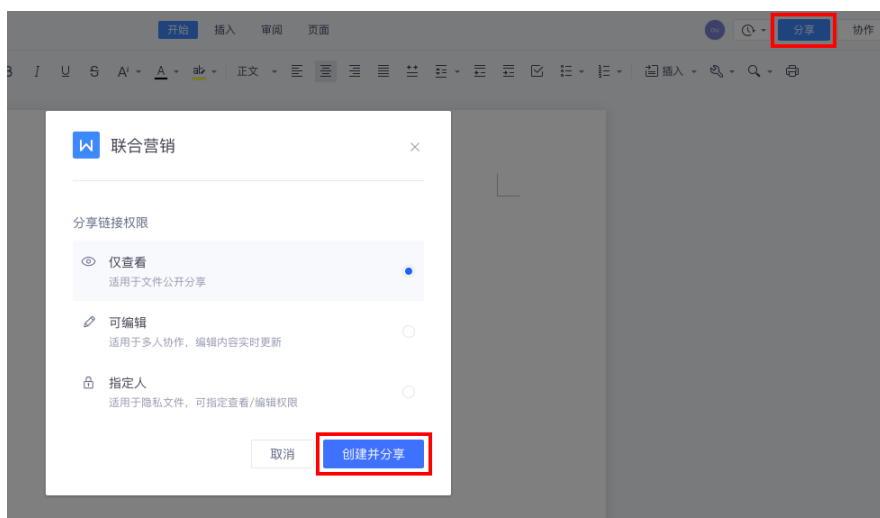 开始 插入 审阅 页面 分享 协作
B I U S A A ab 正文 插入
联合营销
分享链接权限
仅查看
适用于文件公开分享
可编辑
适用于多人协作，编辑内容实时更新
指定人
适用于隐私文件，可指定查看/编辑权限
取消 创建并分享